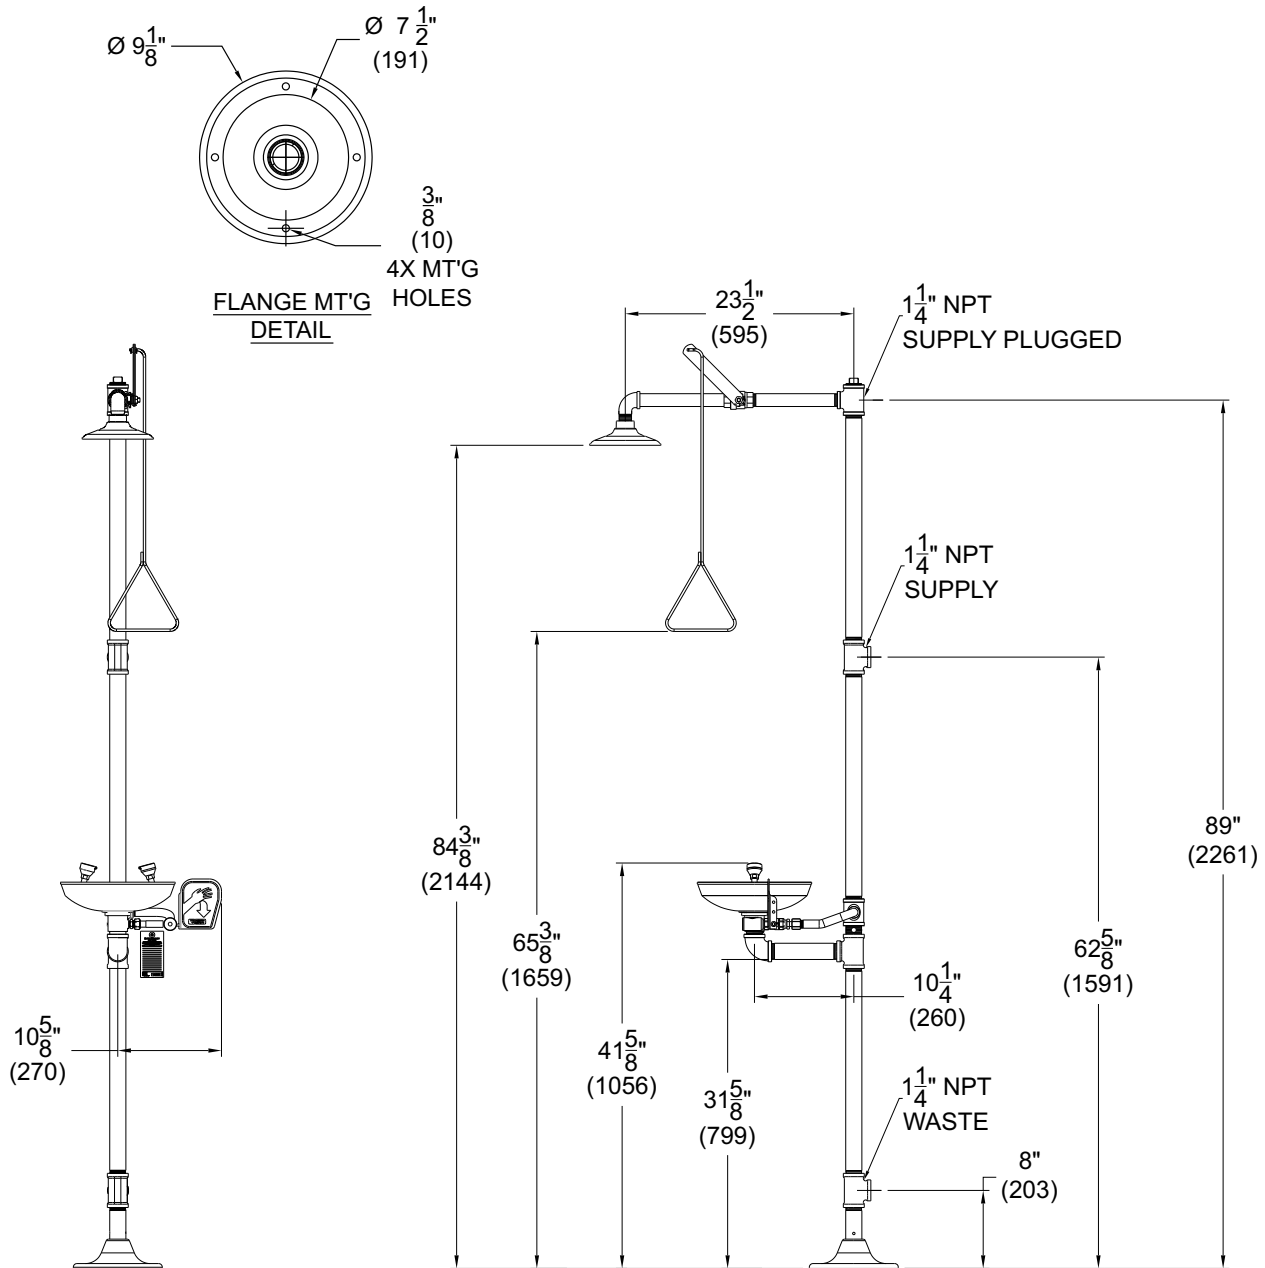 Ø 9 1/8"
Ø 7 1/2"
(191)
3/8"
(10)
4X MT'G
HOLES
FLANGE MT'G
DETAIL
23 1/2"
(595)
1 1/4" NPT
SUPPLY PLUGGED
1 1/4" NPT
SUPPLY
84 3/8"
(2144)
89"
(2261)
65 3/8"
(1659)
62 5/8"
(1591)
10 1/4"
(260)
10 5/8"
(270)
41 5/8"
(1056)
31 5/8"
(799)
1 1/4" NPT
WASTE
8"
(203)